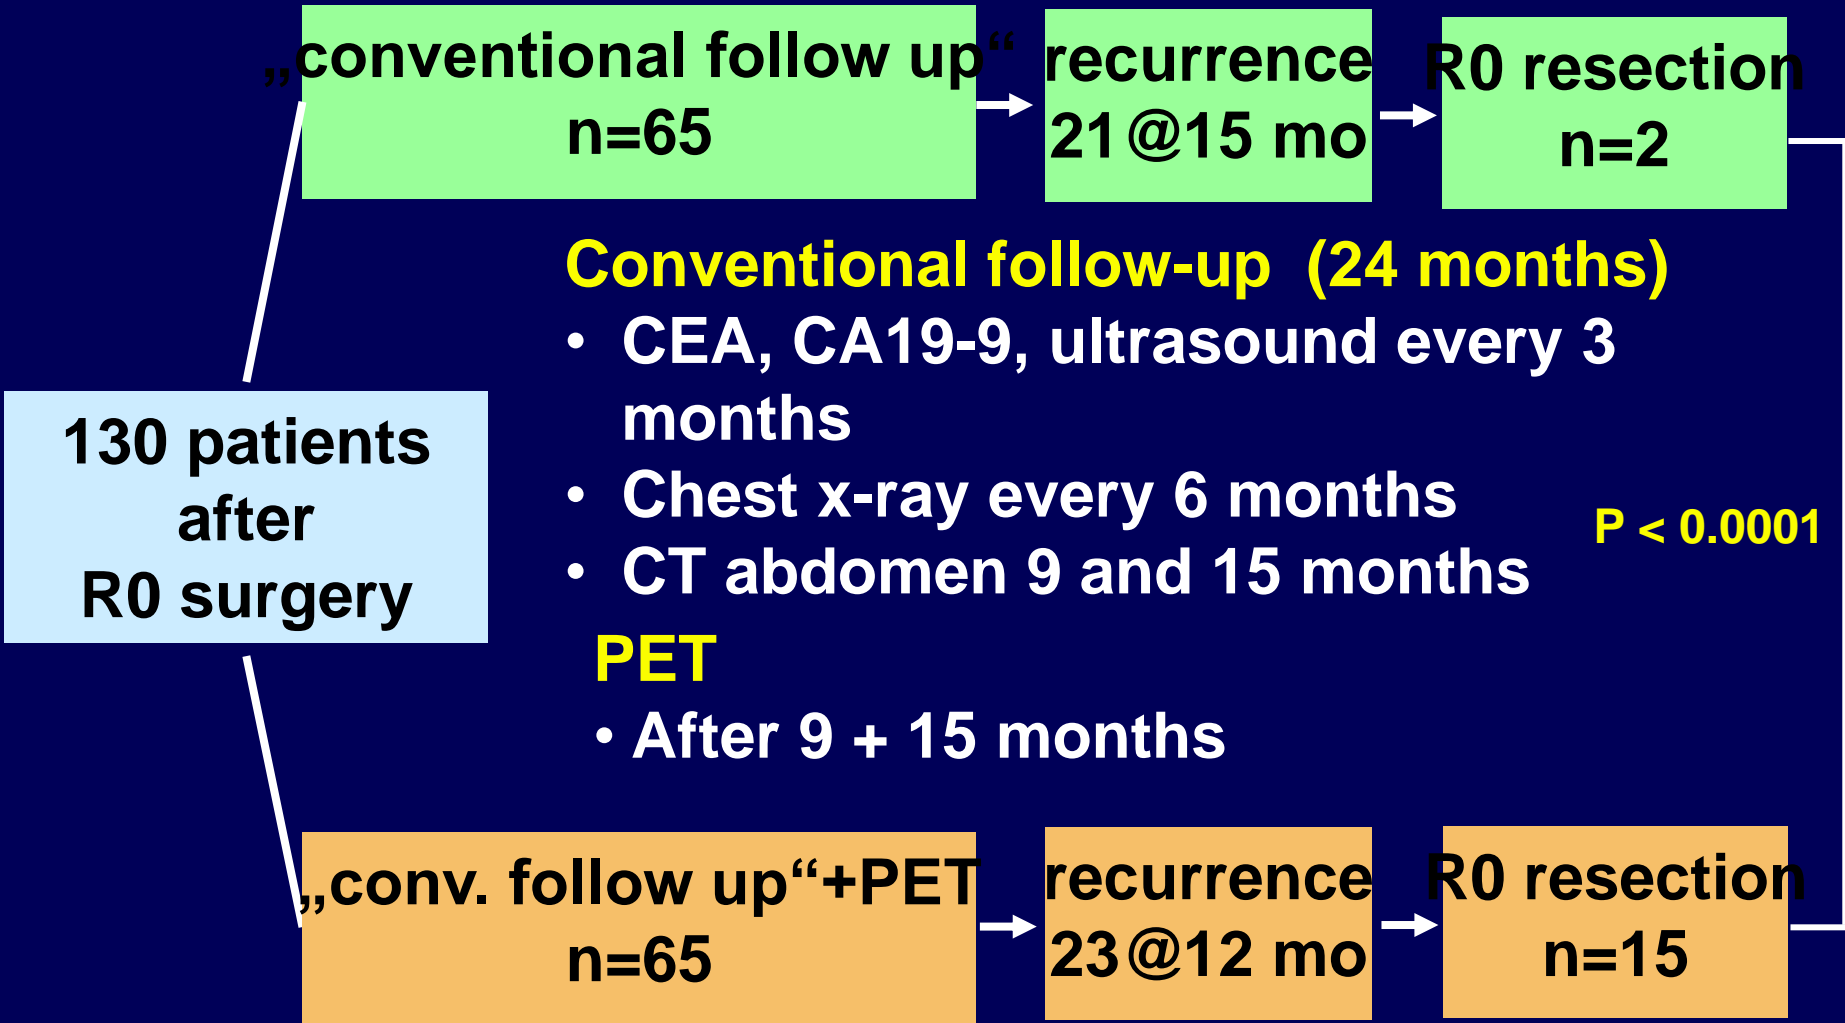 „conventional follow up“
n=65
recurrence
21@15 mo
R0 resection
n=2
Conventional follow-up (24 months)
• CEA, CA19-9, ultrasound every 3
months
• Chest x-ray every 6 months
• CT abdomen 9 and 15 months
P < 0.0001
130 patients
after
R0 surgery
PET
• After 9 + 15 months
„conv. follow up“+PET
n=65
recurrence
23@12 mo
R0 resection
n=15